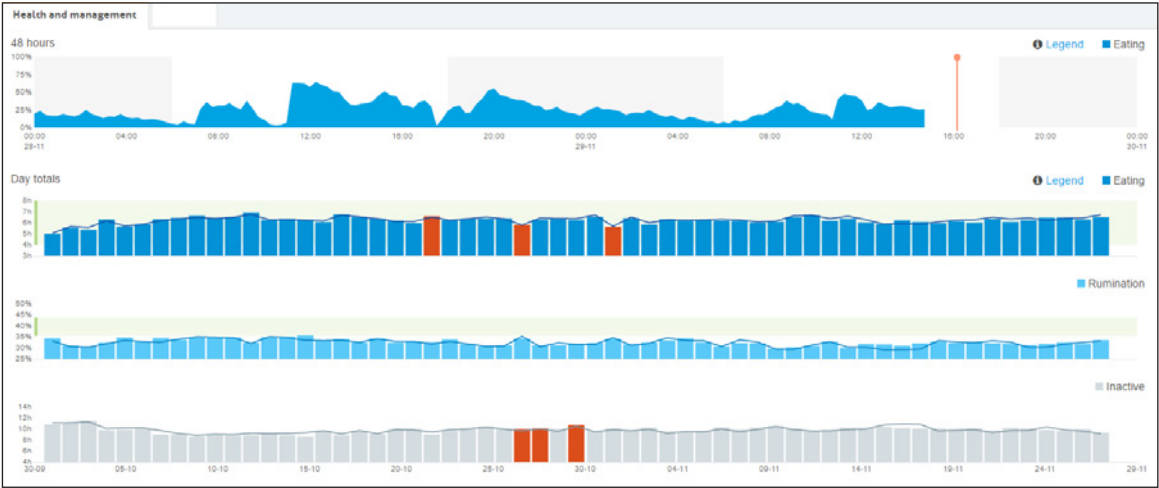 Health and management
48 hours
Legend Eating
100%
75%
50%
25%
0%
00:00 04:00 08:00 12:00 16:00 20:00 00:00 04:00 08:00 12:00 16:00 20:00 00:00
28-11 29-11 30-11
Day totals
Legend Eating
8h
7h
6h
5h
4h
3h
Rumination
50%
45%
40%
35%
30%
25%
Inactive
14h
12h
10h
8h
6h
4h
30-09 05-10 10-10 15-10 20-10 25-10 30-10 04-11 09-11 14-11 19-11 24-11 29-11